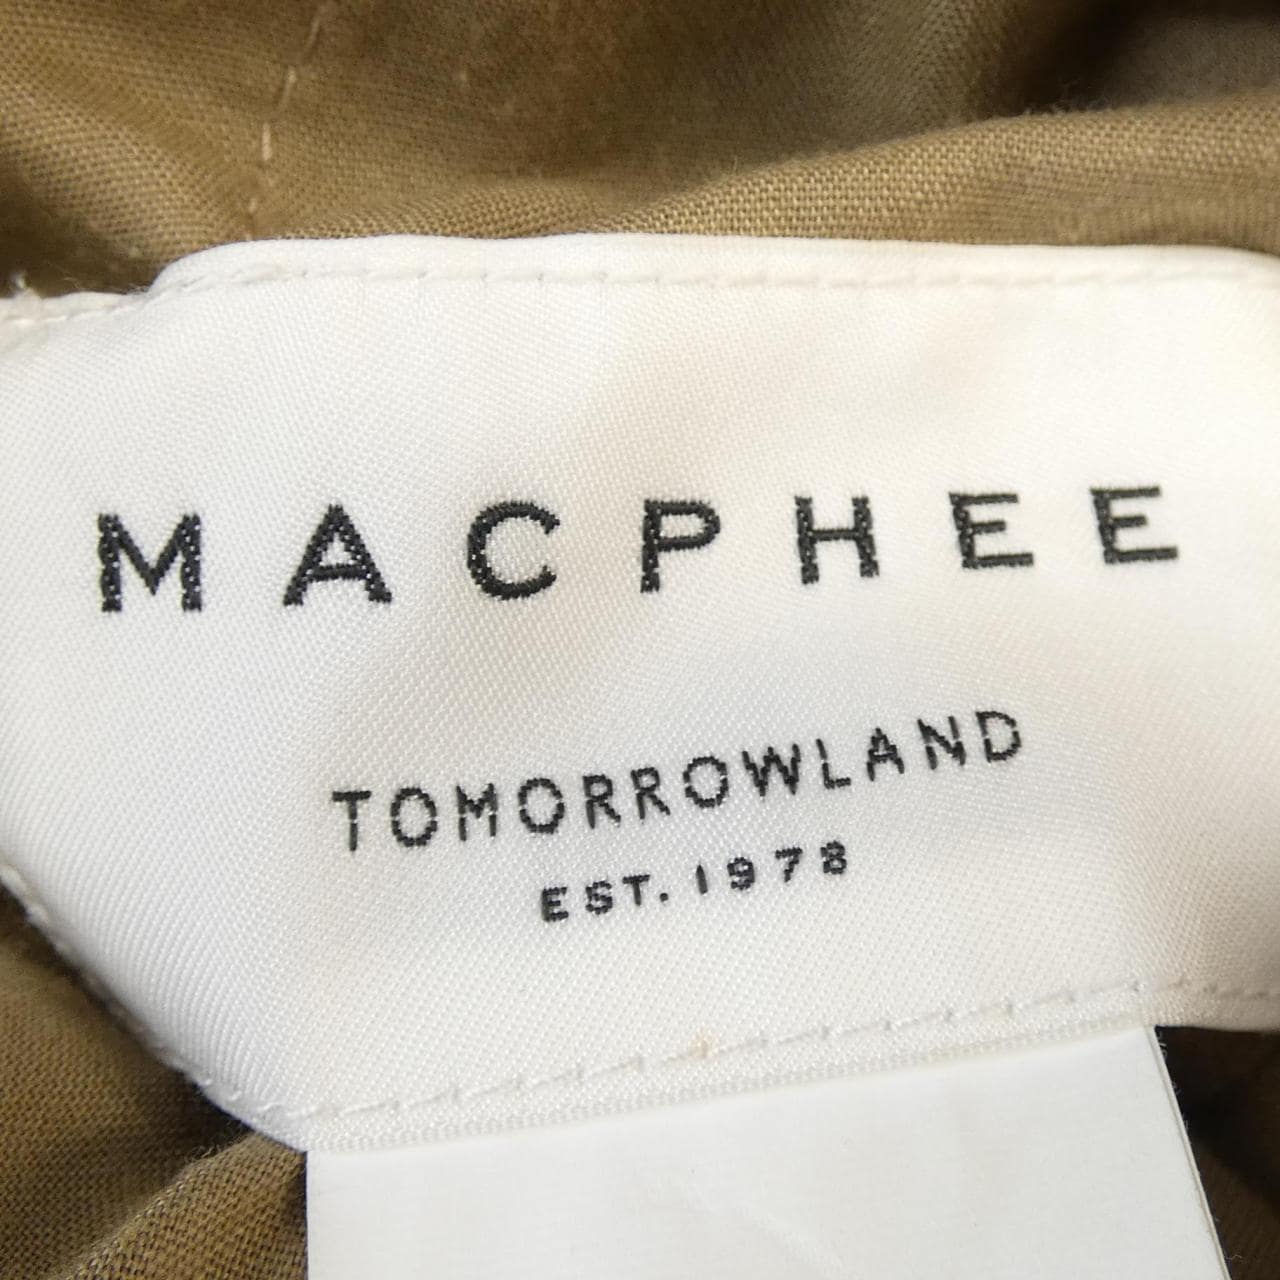 MACPHEE
TOMORROWLAND
EST. 1978